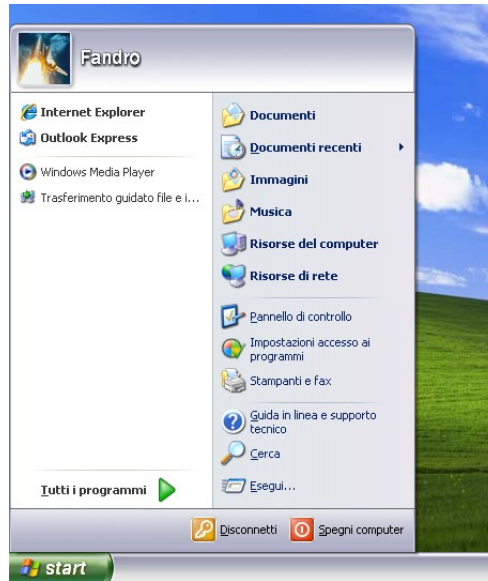 Fandro
Internet Explorer
Outlook Express
Windows Media Player
Trasferimento guidato file e i...
Tutti i programmi
Documenti
Documenti recenti
Immagini
Musica
Risorse del computer
Risorse di rete
Pannello di controllo
Impostazioni accesso ai
programmi
Stampanti e fax
Guida in linea e supporto
tecnico
Cerca
Esegui...
Disconnetti
Spegni computer
start